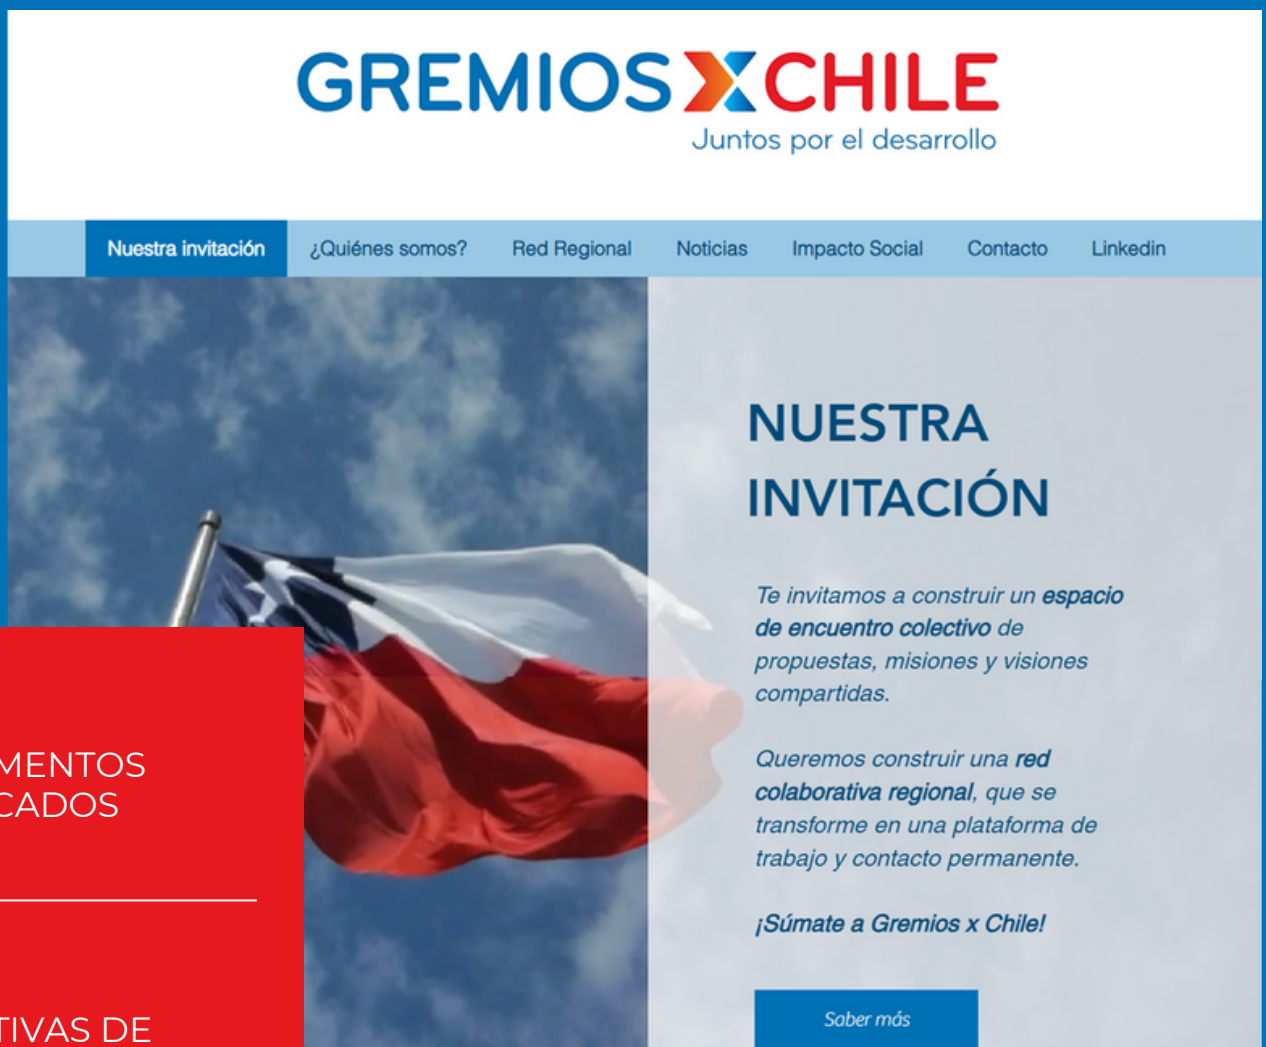 GREMIOS X CHILE
Juntos por el desarrollo
Nuestra invitación ¿Quiénes somos? Red Regional Noticias Impacto Social Contacto Linkedin
NUESTRA
INVITACIÓN
Te invitamos a construir un espacio
de encuentro colectivo de
propuestas, misiones y visiones
compartidas.
Queremos construir una red
colaborativa regional, que se
transforme en una plataforma de
trabajo y contacto permanente.
¡Súmate a Gremios x Chile!
Saber más
MENTOS
CADOS
TIVAS DE